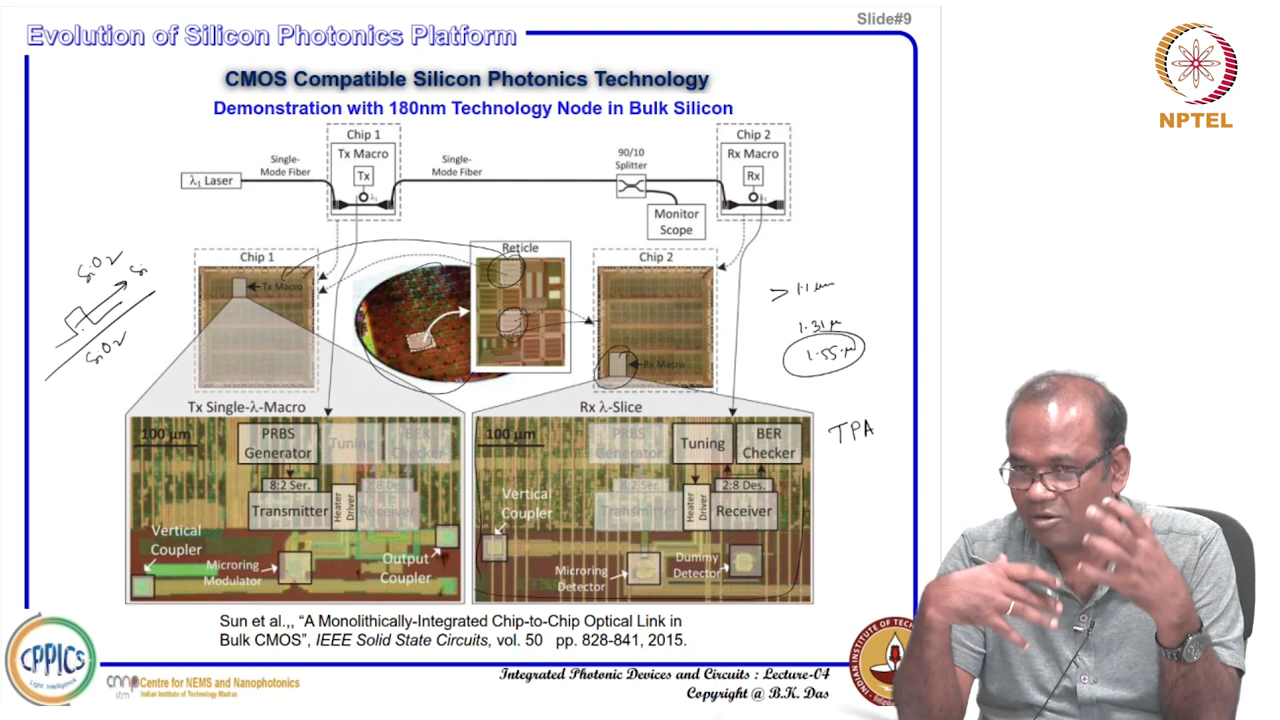 Slide#9
Evolution of Silicon Photonics Platform
CMOS Compatible Silicon Photonics Technology
Demonstration with 180nm Technology Node in Bulk Silicon
NPTEL
Chip 1
Tx Macro
Tx
λ₁
Single-
Mode Fiber
λ₁ Laser
Single-
Mode Fiber
90/10
Splitter
Monitor
Scope
Chip 2
Rx Macro
Rx
λ₁
SiO2
Si
SiO2
Chip 1
Tx Macro
Reticle
Chip 2
Rx Macro
> 1.1 μm
1.31 μ
1.55 μ
TPA
Tx Single-λ-Macro
100 μm
PRBS
Generator
Tuning
BER
Checker
8:2 Ser.
2:8 Des.
Transmitter
Heater
Driver
Receiver
Vertical
Coupler
Microring
Modulator
Output
Coupler
Rx λ-Slice
100 μm
PRBS
Generator
Tuning
BER
Checker
8:2 Ser.
2:8 Des.
Transmitter
Heater
Driver
Receiver
Vertical
Coupler
Microring
Detector
Dummy
Detector
Sun et al.,, “A Monolithically-Integrated Chip-to-Chip Optical Link in
Bulk CMOS”, IEEE Solid State Circuits, vol. 50 pp. 828-841, 2015.
CPPICs
Light Intelligence
Centre for NEMS and Nanophotonics
Indian Institute of Technology Madras
Integrated Photonic Devices and Circuits : Lecture-04
Copyright @ B.K. Das